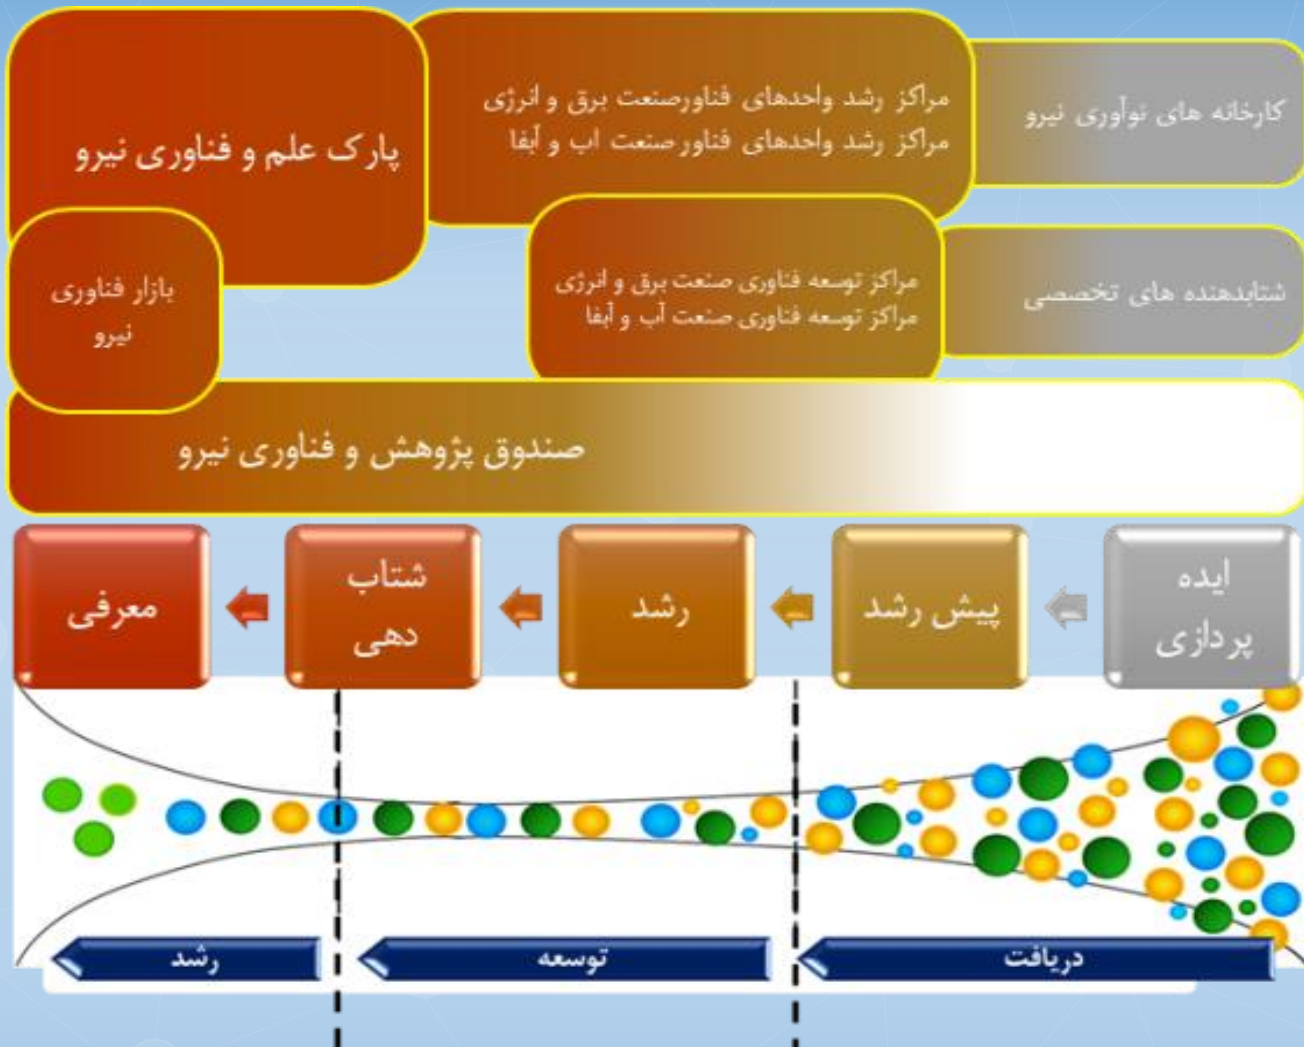 کارخانه های نوآوری نیرو
مراکز رشد واحدهای فناورصنعت برق و انرژی
مراکز رشد واحدهای فناور صنعت اب و آبفا
پارک علم و فناوری نیرو
شتابدهنده های تخصصی
مراکز توسعه فناوری صنعت برق و انرژی
مراکز توسعه فناوری صنعت آب و آبفا
بازار فناوری
نیرو
صندوق پژوهش و فناوری نیرو
ایده
پردازی
پیش رشد
رشد
شتاب
دهی
معرفی
دریافت
توسعه
رشد